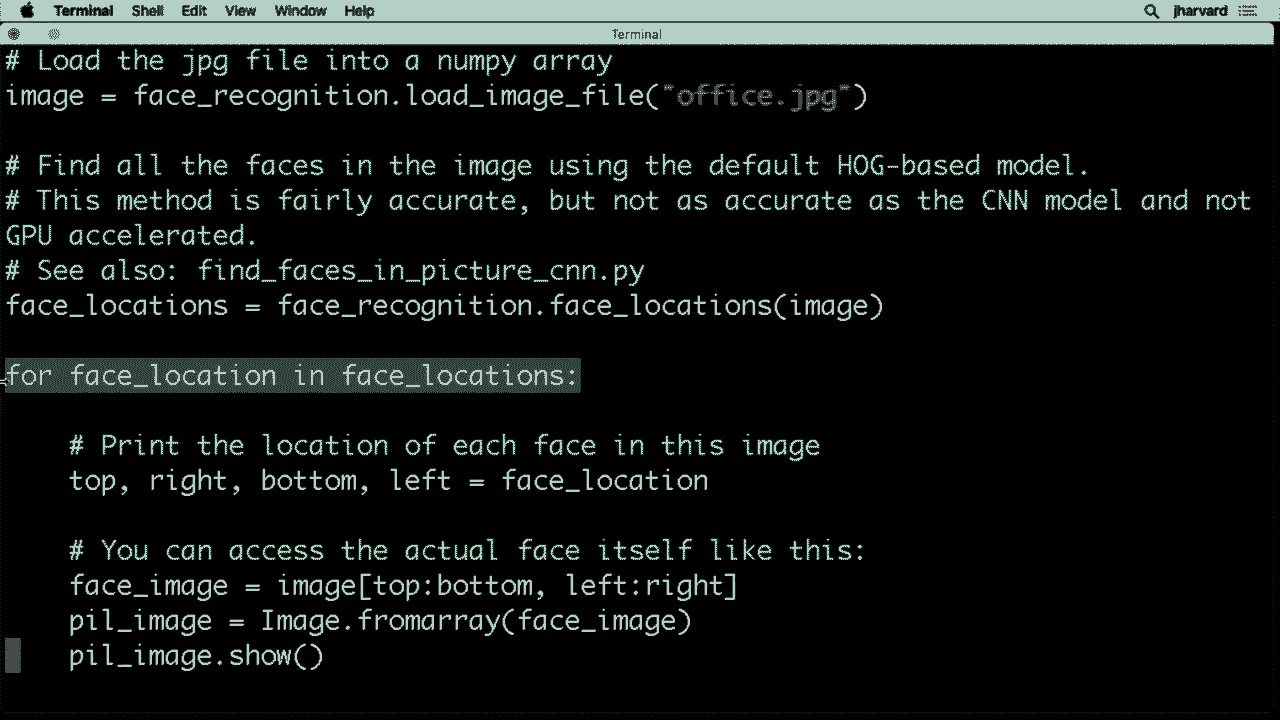 Terminal Shell Edit View Window Help jharvard
Terminal
# Load the jpg file into a numpy array
image = face_recognition.load_image_file("office.jpg")
# Find all the faces in the image using the default HOG-based model.
# This method is fairly accurate, but not as accurate as the CNN model and not
GPU accelerated.
# See also: find_faces_in_picture_cnn.py
face_locations = face_recognition.face_locations(image)
for face_location in face_locations:
# Print the location of each face in this image
top, right, bottom, left = face_location
# You can access the actual face itself like this:
face_image = image[top:bottom, left:right]
pil_image = Image.fromarray(face_image)
pil_image.show()